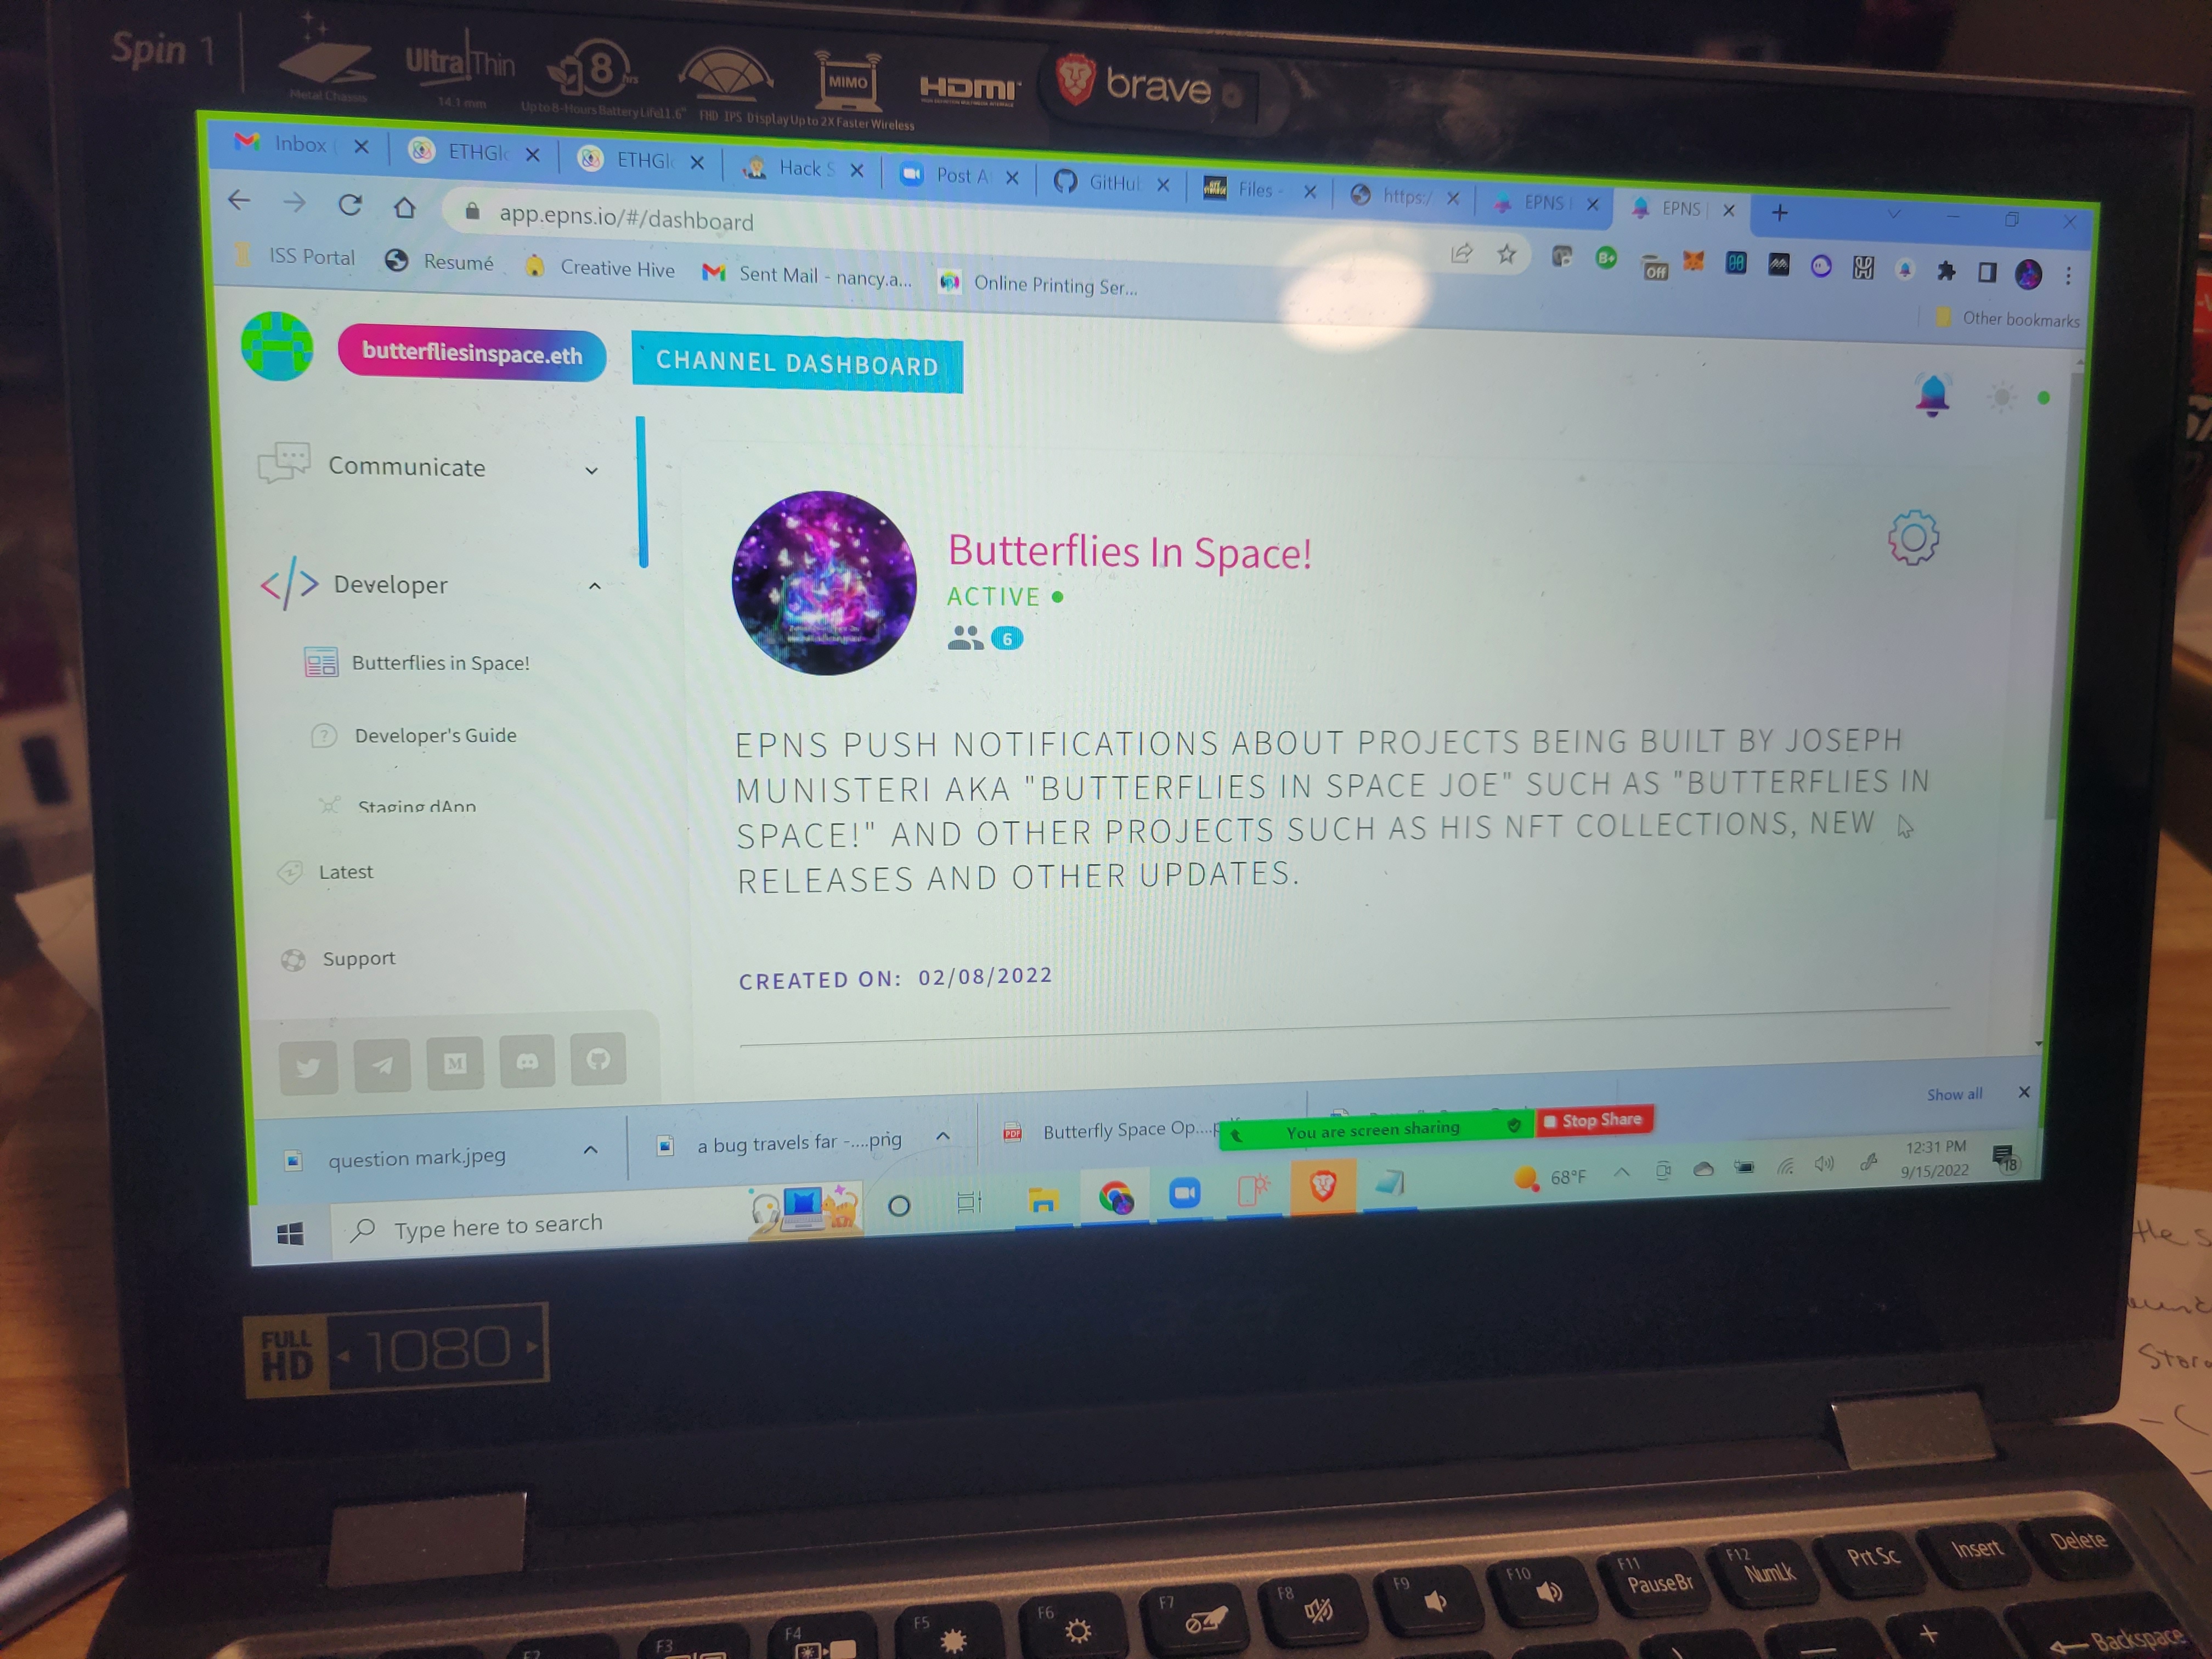 Spin 1
Metal Chassis
Ultra Thin
14.1 mm
8 hrs
Up to 8-Hours Battery Life
11.6" FHD IPS Display
MIMO
Up to 2X Faster Wireless
HDMI
brave
Inbox
ETHGl
ETHGl
Hack S
Post A
GitHu
Files -
https:/
EPNS
EPNS
app.epns.io/#/dashboard
ISS Portal
Resumé
Creative Hive
Sent Mail - nancy.a...
Online Printing Ser...
Off
B+
Other bookmarks
butterfliesinspace.eth
CHANNEL DASHBOARD
Communicate
Developer
Butterflies in Space!
Developer's Guide
Staging dApp
Latest
Support
Butterflies In Space!
ACTIVE
6
EPNS PUSH NOTIFICATIONS ABOUT PROJECTS BEING BUILT BY JOSEPH
MUNISTERI AKA "BUTTERFLIES IN SPACE JOE" SUCH AS "BUTTERFLIES IN
SPACE!" AND OTHER PROJECTS SUCH AS HIS NFT COLLECTIONS, NEW
RELEASES AND OTHER UPDATES.
CREATED ON: 02/08/2022
question mark.jpeg
a bug travels far -....png
PDF
Butterfly Space Op....p
You are screen sharing
Stop Share
Show all
Type here to search
68°F
12:31 PM
9/15/2022
18
FULL HD
1080
F3
F4
F5
F6
F7
F8
F9
F10
F11
PauseBr
F12
NumLk
Prt Sc
Insert
Delete
+
Backspace